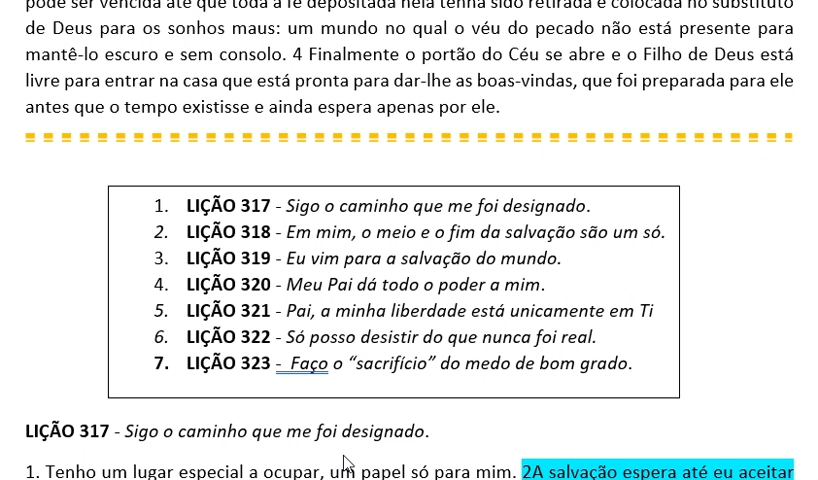 pode ser vencida até que toda a fé depositada nela tenha sido retirada e colocada no substituto
de Deus para os sonhos maus: um mundo no qual o véu do pecado não está presente para
mantê-lo escuro e sem consolo. 4 Finalmente o portão do Céu se abre e o Filho de Deus está
livre para entrar na casa que está pronta para dar-lhe as boas-vindas, que foi preparada para ele
antes que o tempo existisse e ainda espera apenas por ele.
1. LIÇÃO 317 - Sigo o caminho que me foi designado.
2. LIÇÃO 318 - Em mim, o meio e o fim da salvação são um só.
3. LIÇÃO 319 - Eu vim para a salvação do mundo.
4. LIÇÃO 320 - Meu Pai dá todo o poder a mim.
5. LIÇÃO 321 - Pai, a minha liberdade está unicamente em Ti
6. LIÇÃO 322 - Só posso desistir do que nunca foi real.
7. LIÇÃO 323 - Faço o “sacrifício” do medo de bom grado.
LIÇÃO 317 - Sigo o caminho que me foi designado.
1. Tenho um lugar especial a ocupar, um papel só para mim. 2A salvação espera até eu aceitar